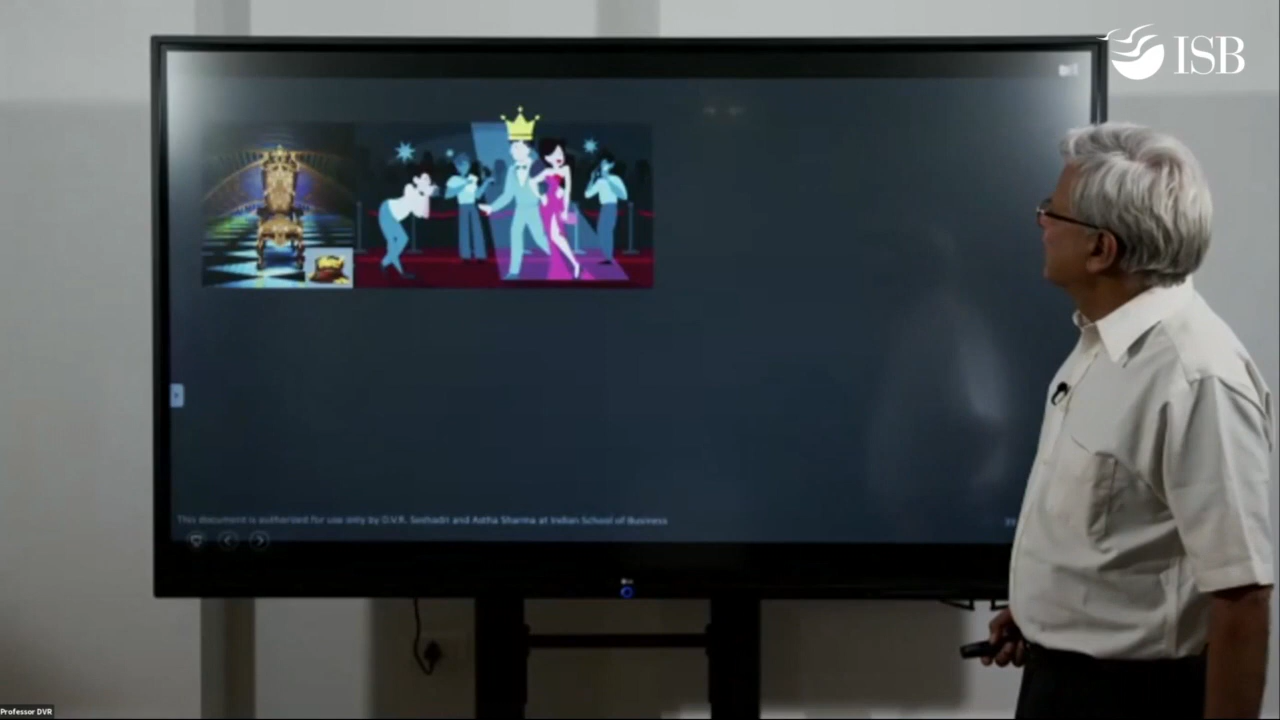 ISB
This document is authorized for use only by D.V.R. Seshadri and Astha Sharma at Indian School of Business
Professor DVR